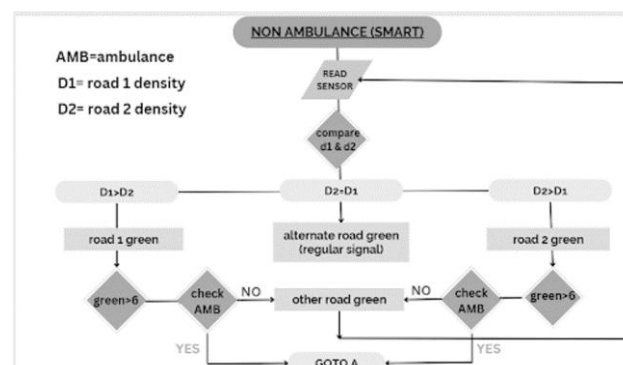 NON AMBULANCE (SMART)
AMB=ambulance
D1= road 1 density
D2= road 2 density
READ
SENSOR
compare
d1 & d2
D1>D2
D2=D1
D2>D1
road 1 green
alternate road green
(regular signal)
road 2 green
green>6
check
AMB
NO
other road green
NO
check
AMB
green>6
YES
YES
GOTO A